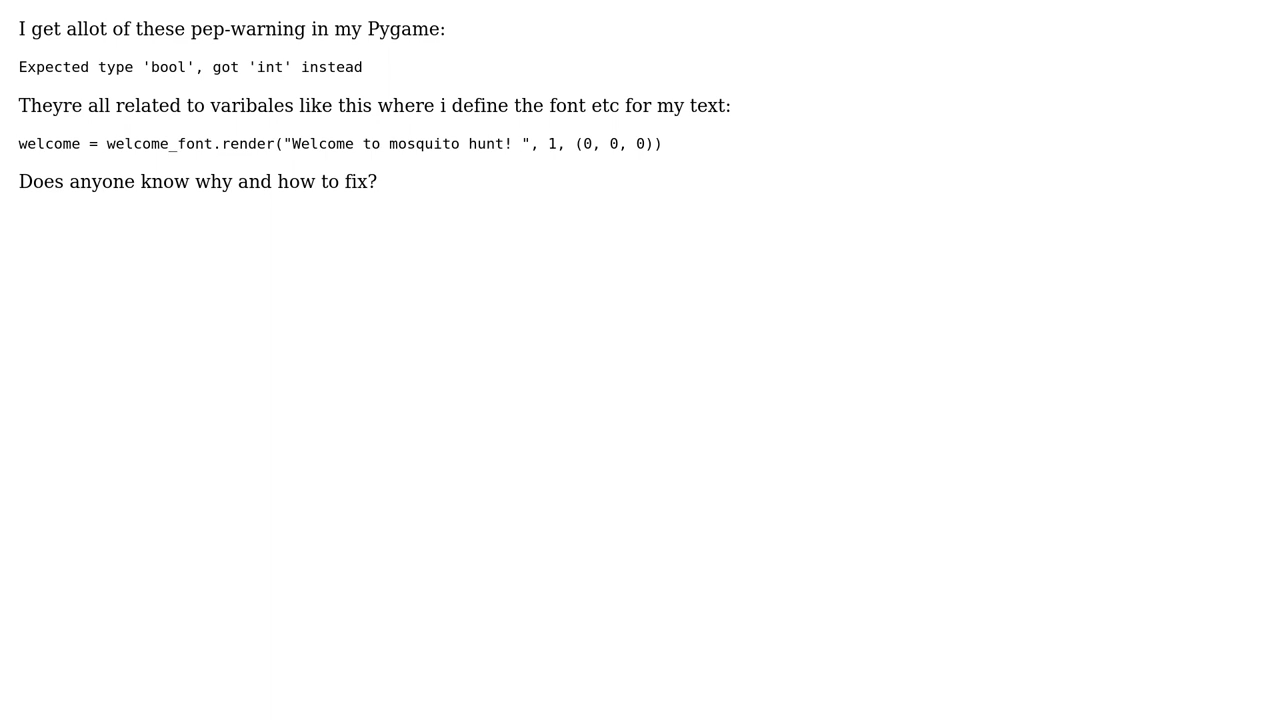 I get allot of these pep-warning in my Pygame:
Expected type 'bool', got 'int' instead
Theyre all related to varibales like this where i define the font etc for my text:
welcome = welcome_font.render("Welcome to mosquito hunt! ", 1, (0, 0, 0))
Does anyone know why and how to fix?